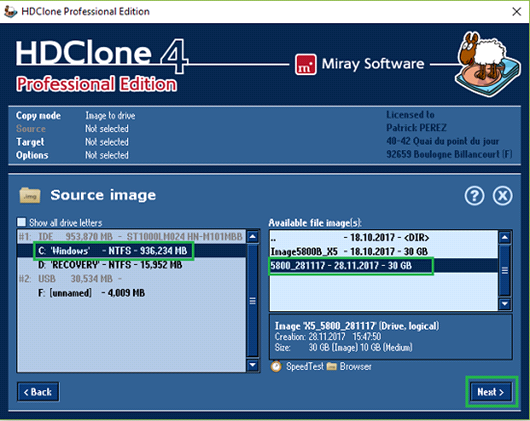 HDClone Professional Edition
HDClone 4
Professional Edition
Miray Software
Copy mode Image to drive
Source Not selected
Target Not selected
Options Not selected
Licensed to
Patrick PEREZ
40-42 Quai du point du jour
92659 Boulogne Billancourt (F)
.img
Source image
Show all drive letters
#1: IDE 953,870 MB - ST1000LM024 HN-M101MBB
C: 'Windows' - NTFS - 936,234 MB
D: 'RECOVERY' - NTFS - 15,952 MB
#2: USB 30,534 MB -
F: [unnamed] - 4,009 MB
Available file image(s):
.. - 18.10.2017 - <DIR>
Image5800B_X5 - 18.10.2017 - 30 GB
5800_281117 - 28.11.2017 - 30 GB
Image 'X5_5800_281117' (Drive, logical)
Creation: 28.11.2017 15:47:50
Size: 30 GB (Image) 10 GB (Medium)
SpeedTest Browser
< Back
Next >